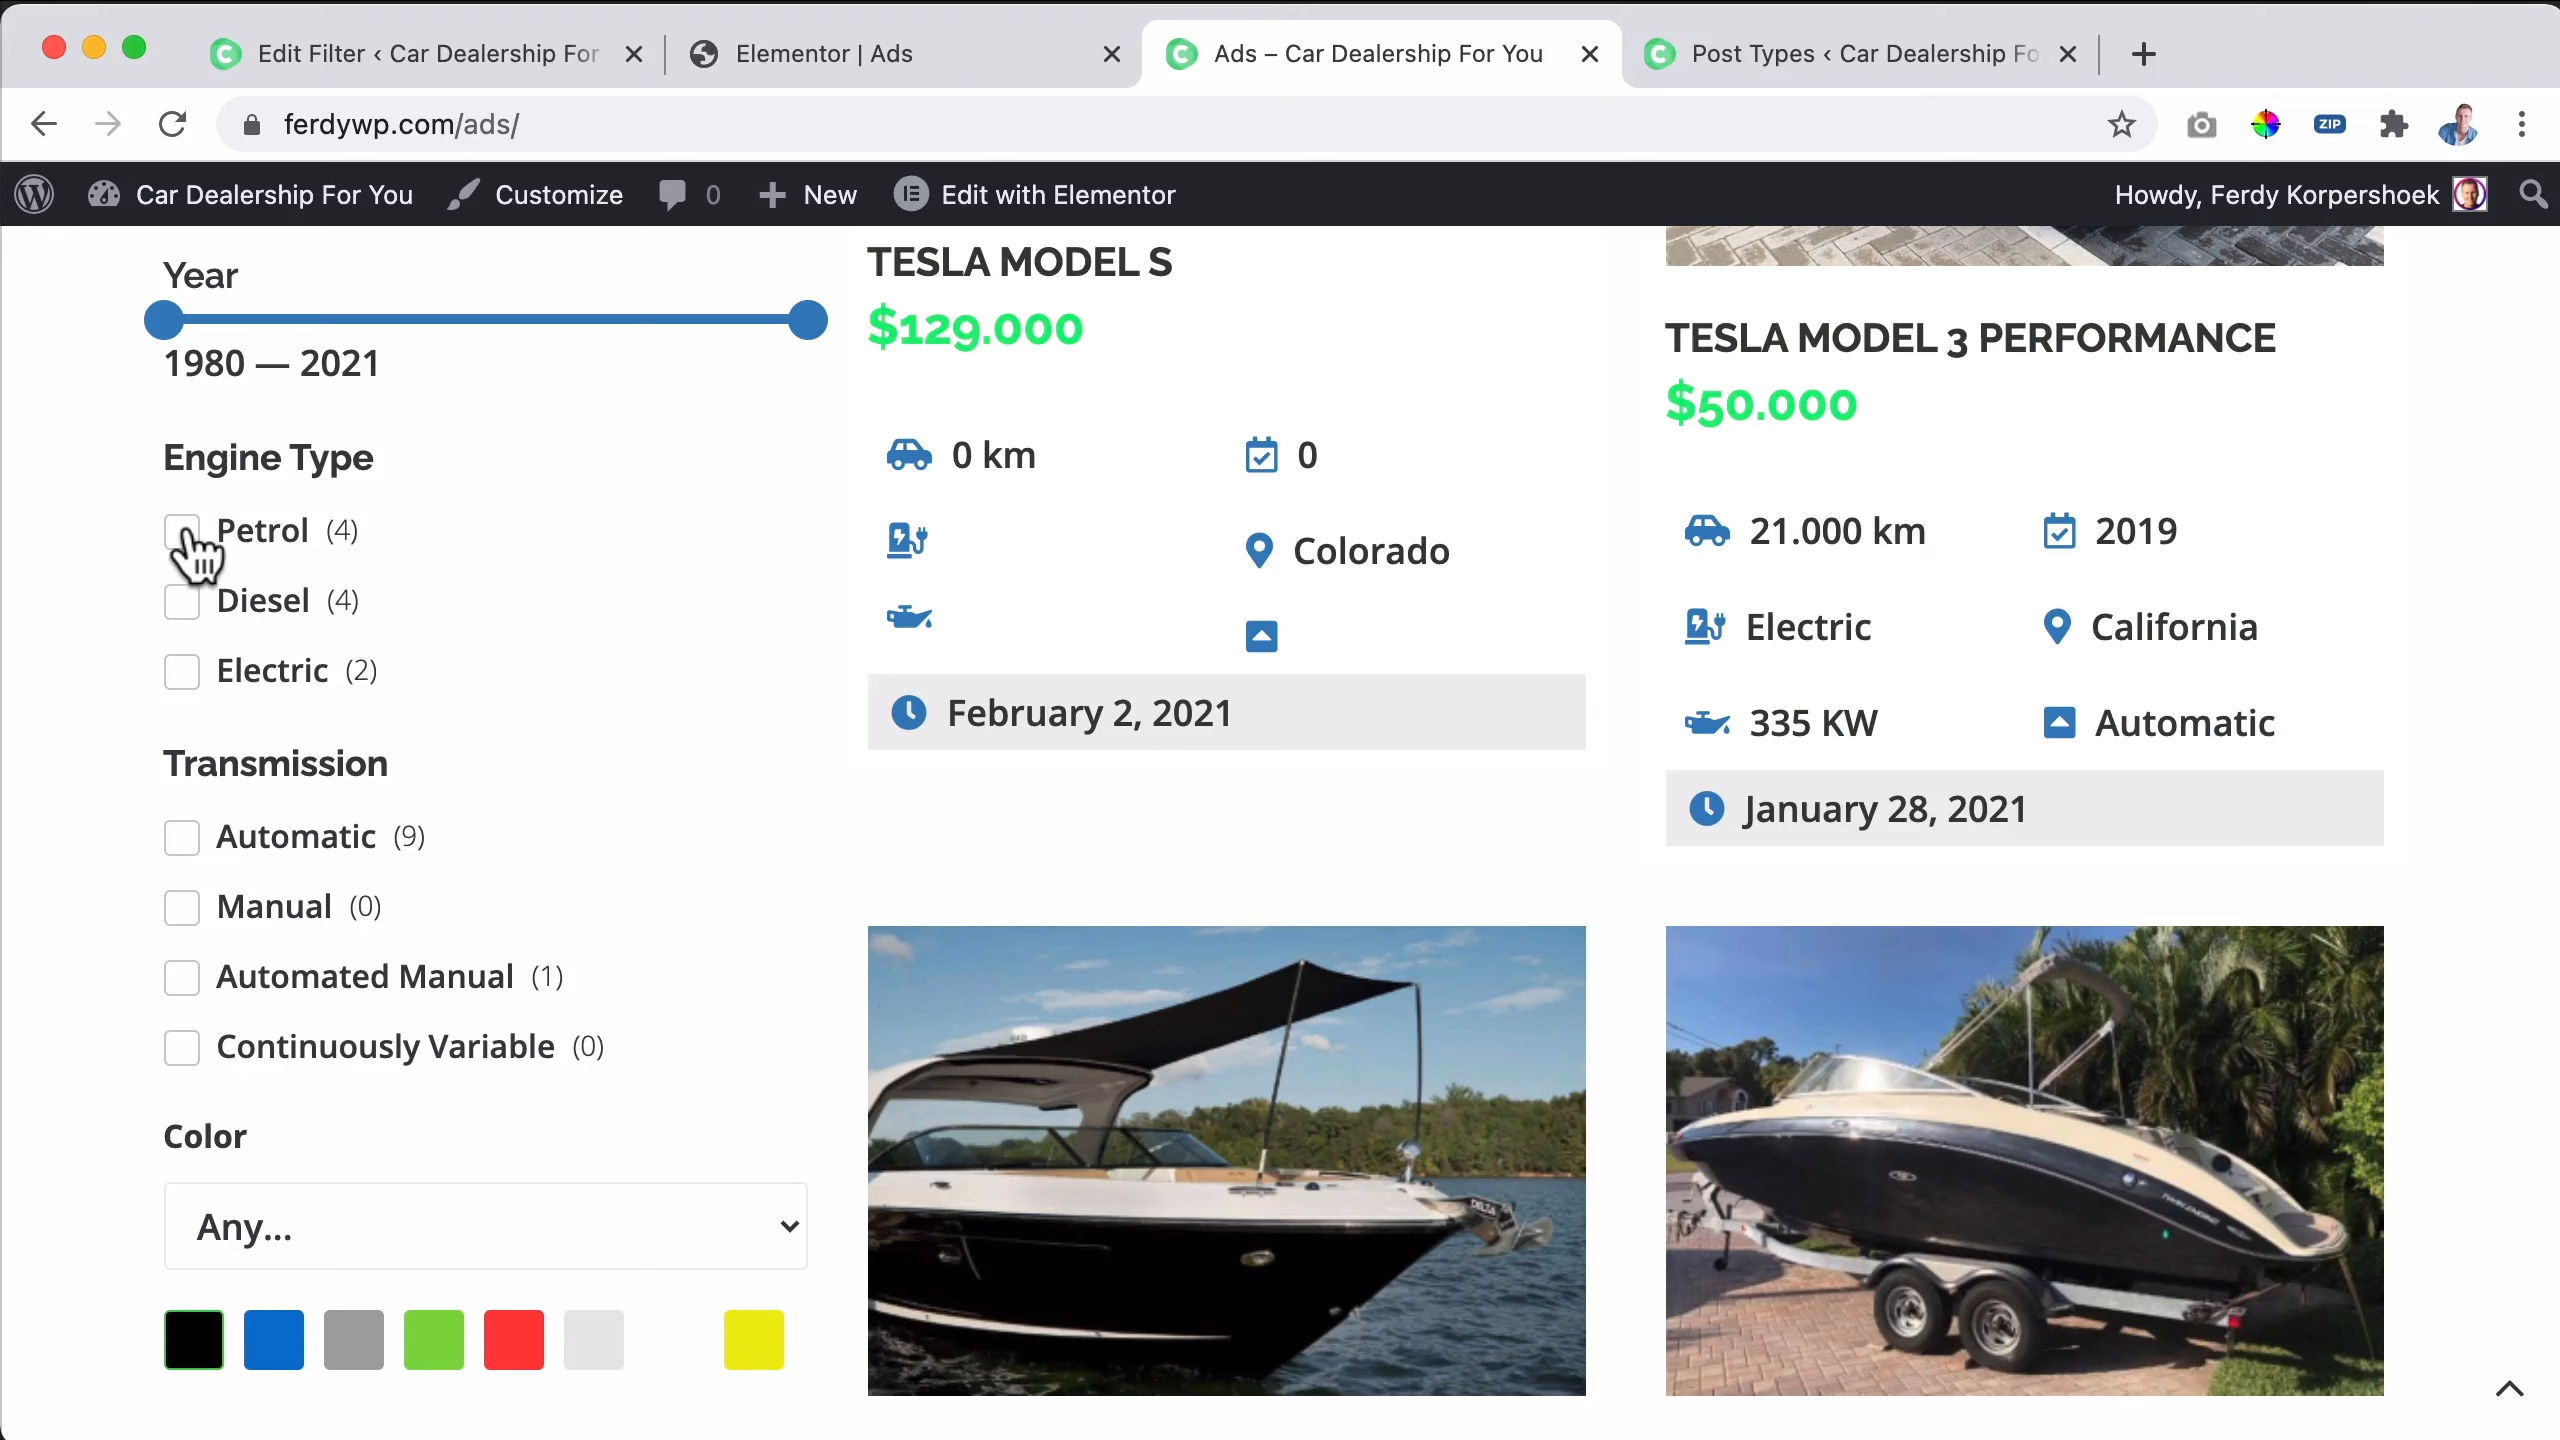 Edit Filter ‹ Car Dealership For
Elementor | Ads
Ads – Car Dealership For You
Post Types ‹ Car Dealership Fo
ferdywp.com/ads/
ZIP
Car Dealership For You
Customize
0
New
Edit with Elementor
Howdy, Ferdy Korpershoek
Year
1980 — 2021
Engine Type
Petrol (4)
Diesel (4)
Electric (2)
Transmission
Automatic (9)
Manual (0)
Automated Manual (1)
Continuously Variable (0)
Color
Any...
TESLA MODEL S
$129.000
0 km
0
Colorado
February 2, 2021
TESLA MODEL 3 PERFORMANCE
$50.000
21.000 km
2019
Electric
California
335 KW
Automatic
January 28, 2021